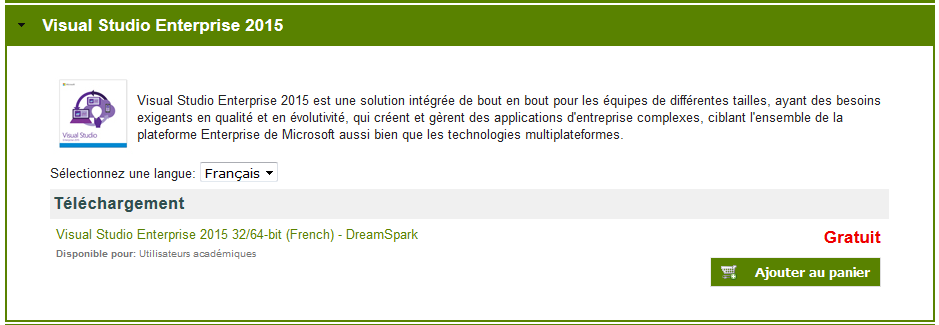 Visual Studio Enterprise 2015
Visual Studio
Visual Studio Enterprise 2015 est une solution intégrée de bout en bout pour les équipes de différentes tailles, ayant des besoins
exigeants en qualité et en évolutivité, qui créent et gèrent des applications d'entreprise complexes, ciblant l'ensemble de la
plateforme Enterprise de Microsoft aussi bien que les technologies multiplateformes.
Sélectionnez une langue: Français
Téléchargement
Visual Studio Enterprise 2015 32/64-bit (French) - DreamSpark
Gratuit
Disponible pour: Utilisateurs académiques
Ajouter au panier